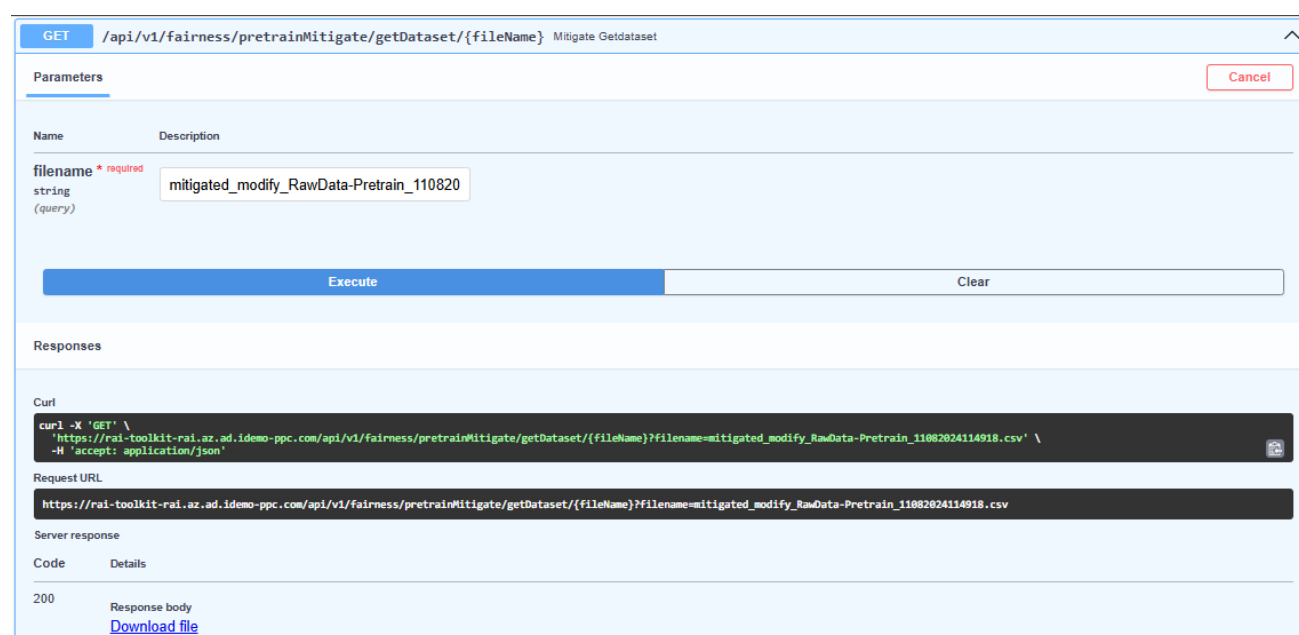 GET /api/v1/fairness/pretrainMitigate/getDataset/{fileName} Mitigate Getdataset
Parameters
Cancel
Name Description
filename * required
string
(query)
mitigated_modify_RawData-Pretrain_110820
Execute Clear
Responses
Curl
curl -X 'GET' \
'https://rai-toolkit-rai.az.ad.idemo-ppc.com/api/v1/fairness/pretrainMitigate/getDataset/{fileName}?filename=mitigated_modify_RawData-Pretrain_11082024114918.csv' \
-H 'accept: application/json'
Request URL
https://rai-toolkit-rai.az.ad.idemo-ppc.com/api/v1/fairness/pretrainMitigate/getDataset/{fileName}?filename=mitigated_modify_RawData-Pretrain_11082024114918.csv
Server response
Code Details
200
Response body
Download file